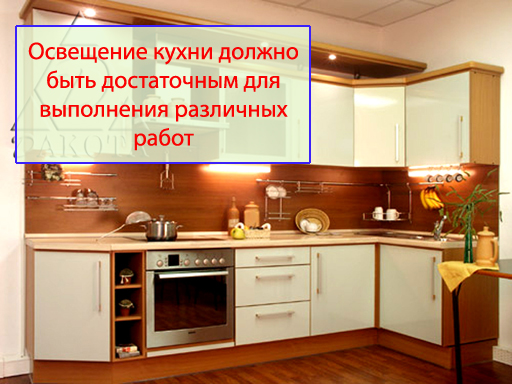 Освещение кухни должно
быть достаточным для
выполнения различных
работ